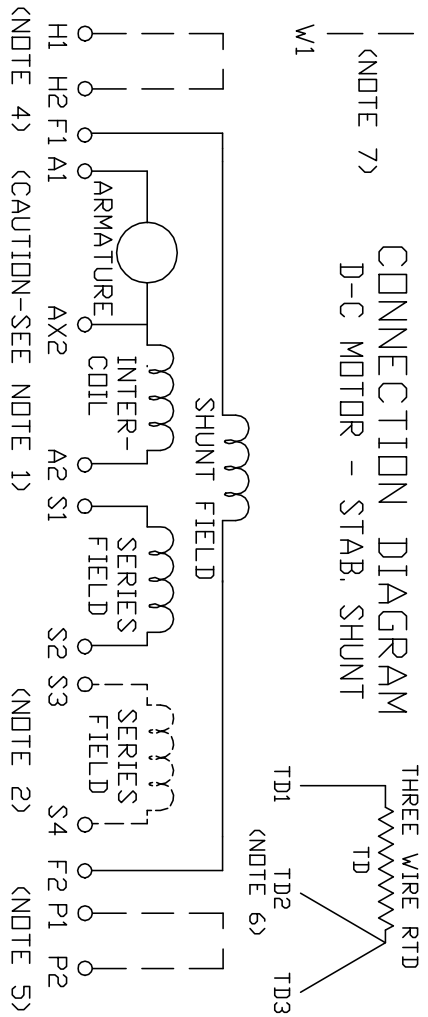 CONNECTION DIAGRAM
D-C MOTOR - STAB. SHUNT
W1
(NOTE 7)
THREE WIRE RTD
TD
TD1
TD2
TD3
(NOTE 6)
SHUNT FIELD
ARMATURE
INTER-
COIL
SERIES
FIELD
SERIES
FIELD
H1
H2
F1
A1
AX2
A2
S1
S2
S3
S4
F2
P1
P2
(NOTE 4)
(CAUTION-SEE NOTE 1)
(NOTE 2)
(NOTE 5)